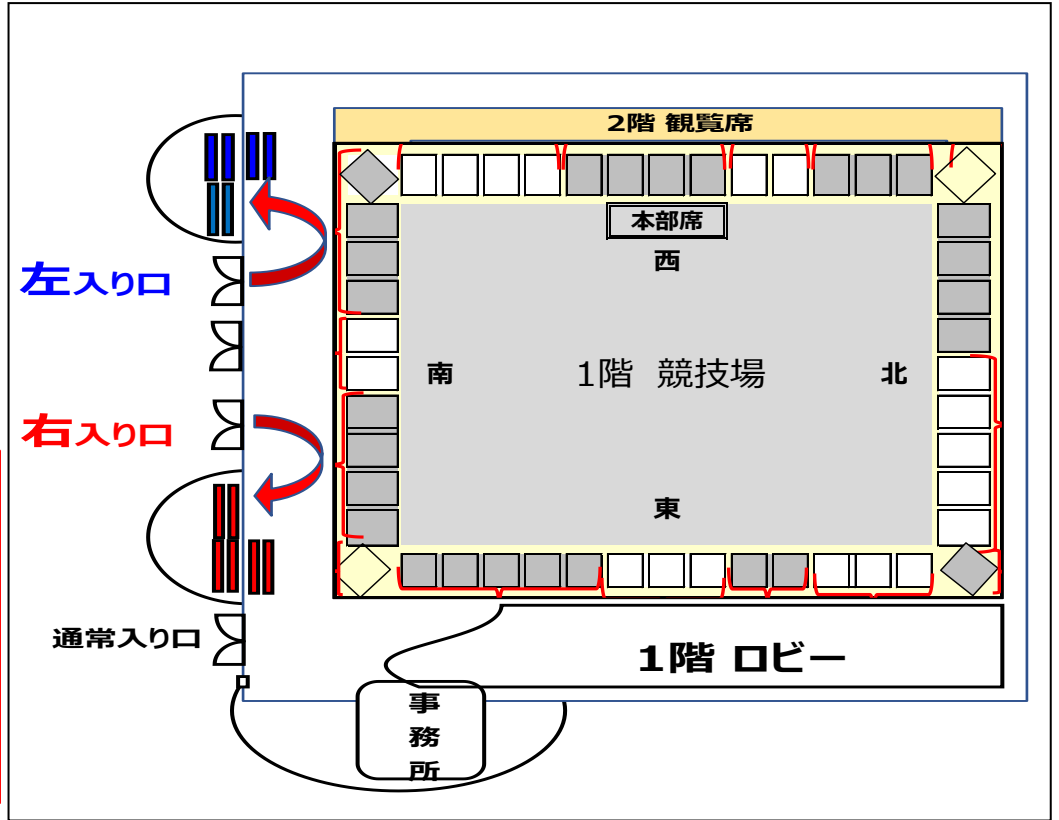 2階 観覧席
本部席
西
左入り口
南
1階 競技場
北
右入り口
東
通常入り口
1階 ロビー
事
務
所